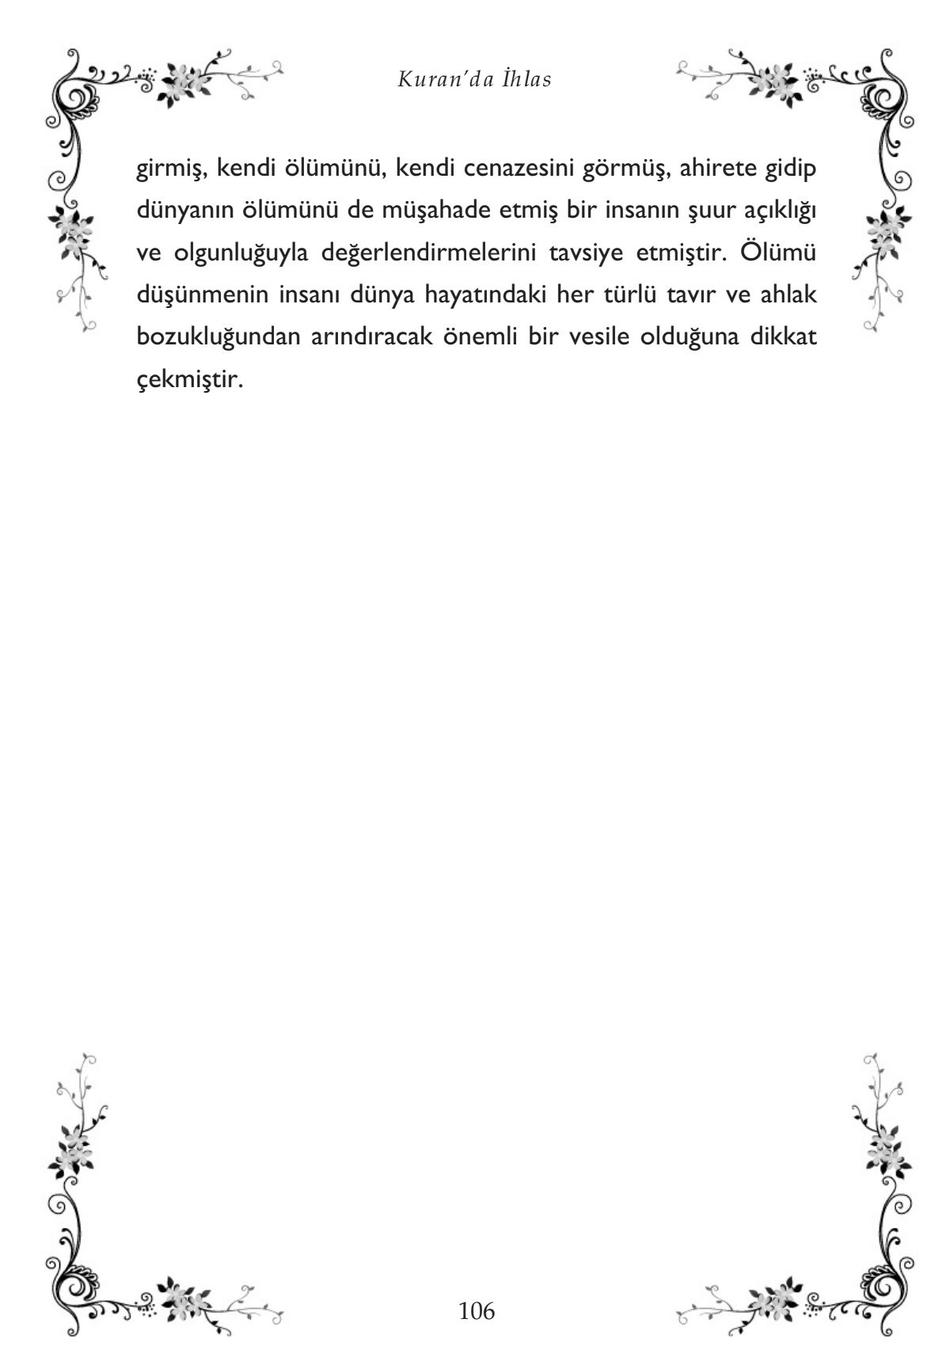 Kuran'da İhlas
girmiş, kendi ölümünü, kendi cenazesini görmüş, ahirete gidip
dünyanın ölümünü de müşahade etmiş bir insanın şuur açıklığı
ve olgunluğuyla değerlendirmelerini tavsiye etmiştir. Ölümü
düşünmenin insanı dünya hayatındaki her türlü tavır ve ahlak
bozukluğundan arındıracak önemli bir vesile olduğuna dikkat
çekmiştir.
106